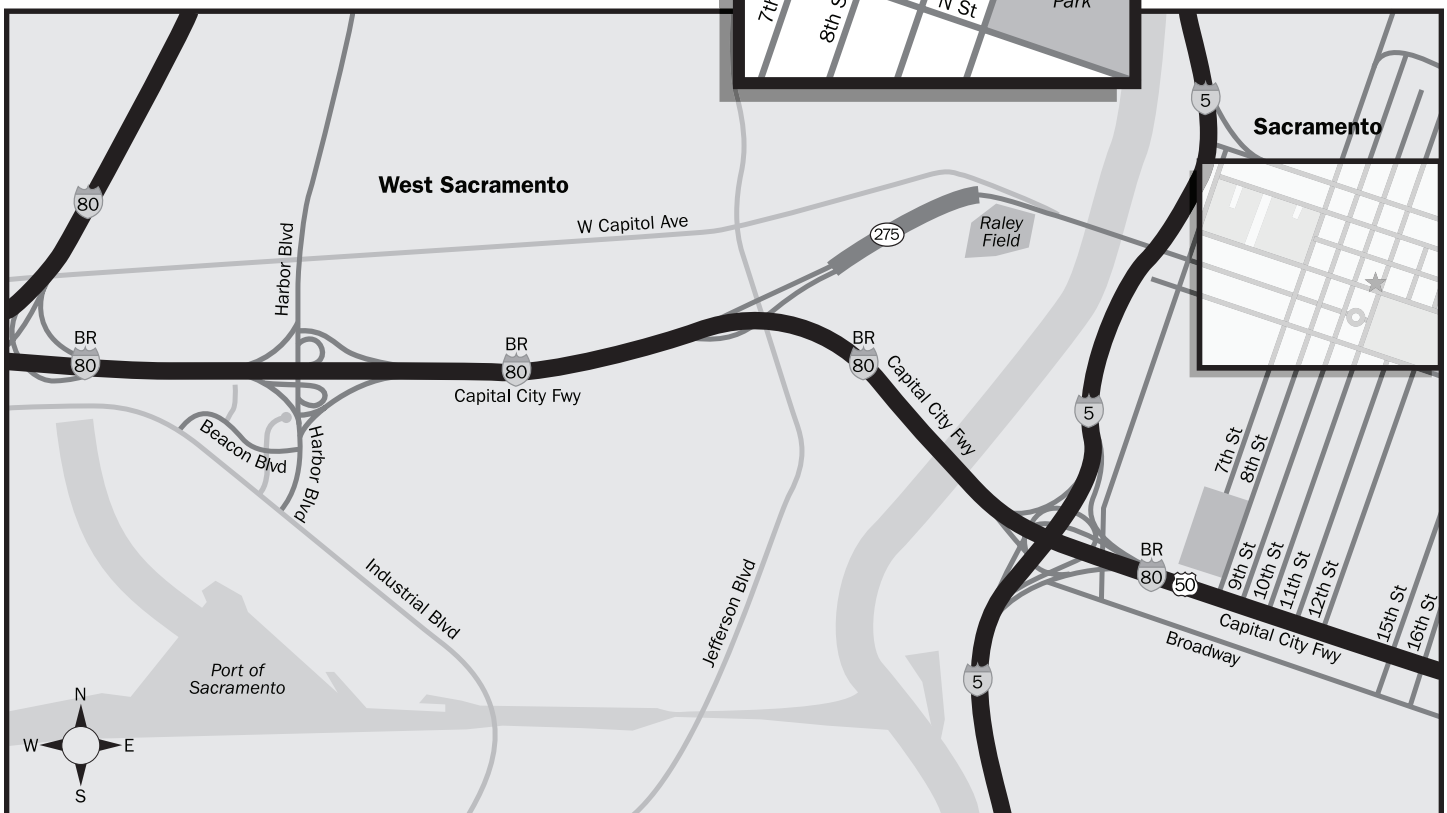 7th
8th S
N St
Park
5
Sacramento
80
West Sacramento
W Capitol Ave
Harbor Blvd
275
Raley
Field
BR
80
BR
80
Capital City Fwy
BR
80
Capital City Fwy
5
Beacon Blvd
Harbor Blvd
7th St
8th St
Industrial Blvd
Jefferson Blvd
BR
80
50
9th St
10th St
11th St
12th St
15th St
16th St
Capital City Fwy
Broadway
Port of
Sacramento
5
N
W
E
S